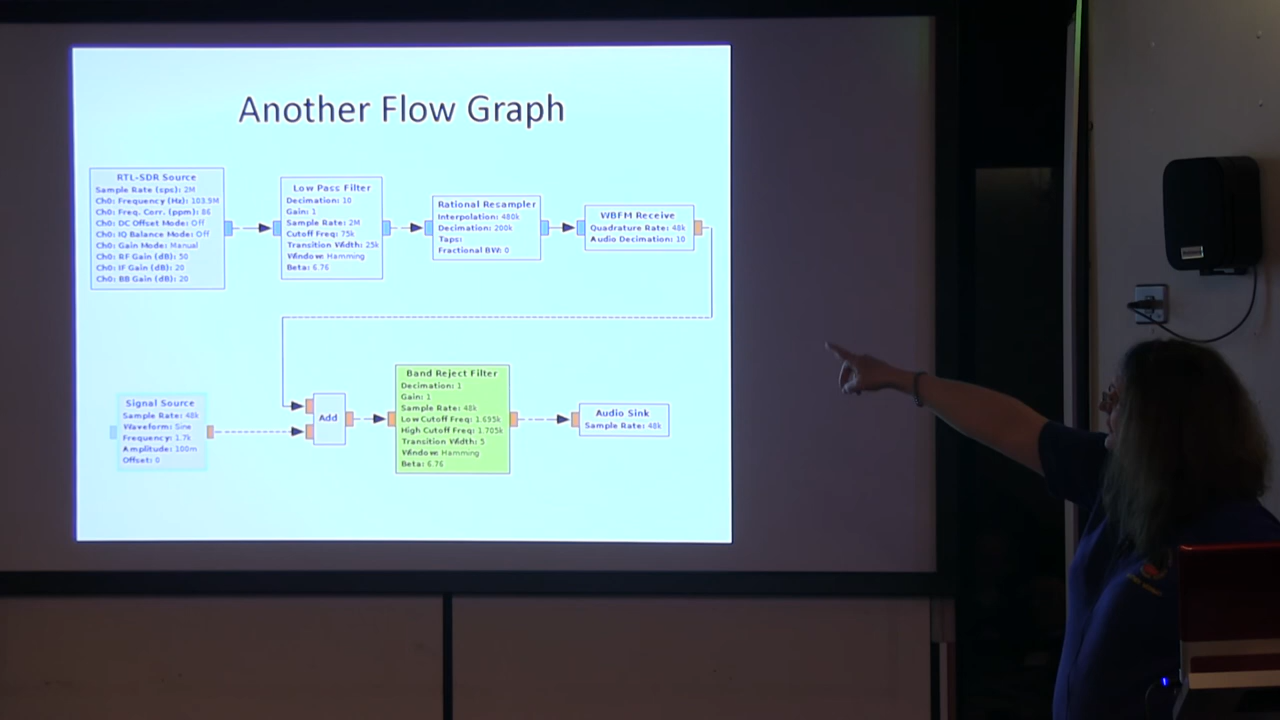 Another Flow Graph
RTL-SDR Source
Sample Rate (sps): 2M
Ch0: Frequency (Hz): 103.5M
Ch0: Freq. Corr. (ppm): 86
Ch0: DC Offset Mode: Off
Ch0: IQ Balance Mode: Off
Ch0: Gain Mode: Manual
Ch0: RF Gain (dB): 50
Ch0: IF Gain (dB): 20
Ch0: BB Gain (dB): 20
Low Pass Filter
Decimation: 10
Gain: 1
Sample Rate: 2M
Cutoff Freq: 75k
Transition Width: 25k
Window: Hamming
Beta: 6.76
Rational Resampler
Interpolation: 480k
Decimation: 200k
Taps:
Fractional BW: 0
WBFM Receive
Quadrature Rate: 48k
Audio Decimation: 10
Signal Source
Sample Rate: 48k
Waveform: Sine
Frequency: 1.7k
Amplitude: 100m
Offset: 0
Add
Band Reject Filter
Decimation: 1
Gain: 1
Sample Rate: 48k
Low Cutoff Freq: 1.695k
High Cutoff Freq: 1.705k
Transition Width: 5
Window: Hamming
Beta: 6.76
Audio Sink
Sample Rate: 48k